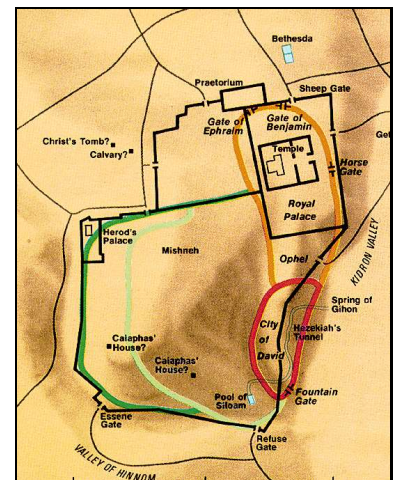 Bethesda
Praetorium
Sheep Gate
Gate of
Ephraim
Gate of
Benjamin
Christ's Tomb?
Calvary?
Temple
Get
Horse
Gate
Royal
Palace
Herod's
Palace
Mishneh
Ophel
KIDRON VALLEY
Spring of
Gihon
City
of
David
Hezekiah's
Tunnel
Caiaphas'
House?
Caiaphas'
House?
Pool of
Siloam
Fountain
Gate
Essene
Gate
Refuse
Gate
VALLEY OF HINNOM